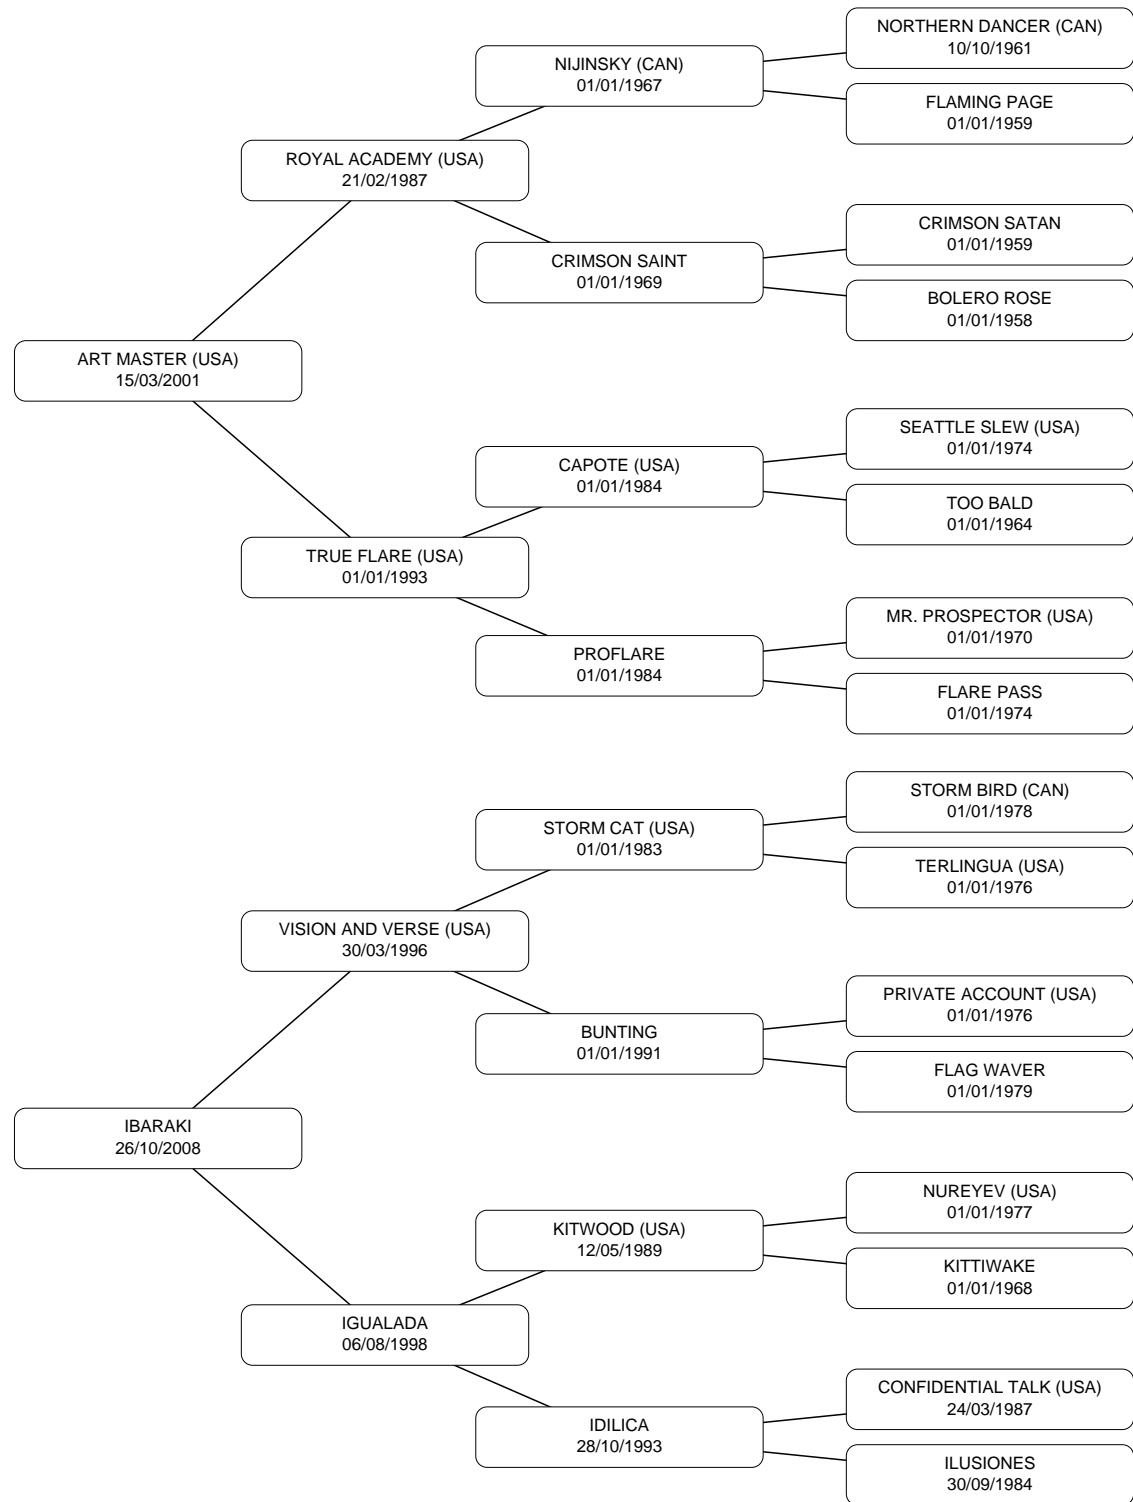 NORTHERN DANCER (CAN)
10/10/1961
NIJINSKY (CAN)
01/01/1967
FLAMING PAGE
01/01/1959
ROYAL ACADEMY (USA)
21/02/1987
CRIMSON SATAN
01/01/1959
CRIMSON SAINT
01/01/1969
BOLERO ROSE
01/01/1958
ART MASTER (USA)
15/03/2001
SEATTLE SLEW (USA)
01/01/1974
CAPOTE (USA)
01/01/1984
TOO BALD
01/01/1964
TRUE FLARE (USA)
01/01/1993
MR. PROSPECTOR (USA)
01/01/1970
PROFLARE
01/01/1984
FLARE PASS
01/01/1974
STORM BIRD (CAN)
01/01/1978
STORM CAT (USA)
01/01/1983
TERLINGUA (USA)
01/01/1976
VISION AND VERSE (USA)
30/03/1996
PRIVATE ACCOUNT (USA)
01/01/1976
BUNTING
01/01/1991
FLAG WAVER
01/01/1979
IBARAKI
26/10/2008
NUREYEV (USA)
01/01/1977
KITWOOD (USA)
12/05/1989
KITTIWAKE
01/01/1968
IGUALADA
06/08/1998
CONFIDENTIAL TALK (USA)
24/03/1987
IDILICA
28/10/1993
ILUSIONES
30/09/1984